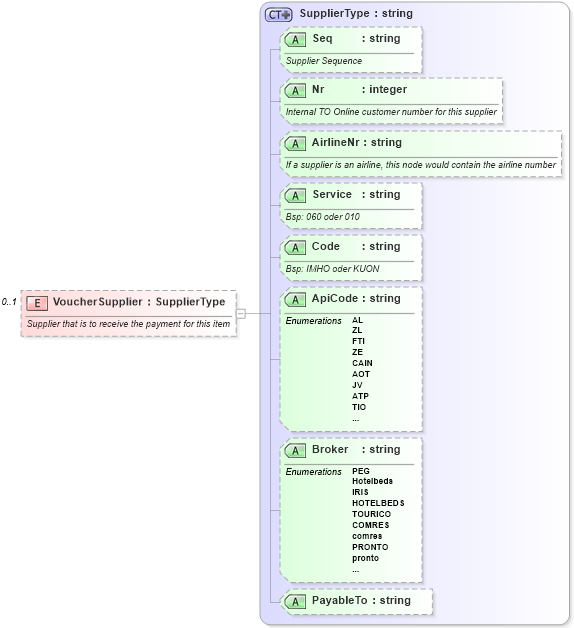 CT SupplierType : string
A Seq : string
Supplier Sequence
A Nr : integer
Internal TO Online customer number for this supplier
A AirlineNr : string
If a supplier is an airline, this node would contain the airline number
A Service : string
Bsp: 060 oder 010
A Code : string
Bsp: IMHO oder KUON
0..1 E VoucherSupplier : SupplierType
Supplier that is to receive the payment for this item
A ApiCode : string
Enumerations AL
ZL
FTI
ZE
CAIN
AOT
JV
ATP
TIO
...
A Broker : string
Enumerations PEG
Hotelbeds
IRIS
HOTELBEDS
TOURICO
COMRES
comres
PRONTO
pronto
...
A PayableTo : string